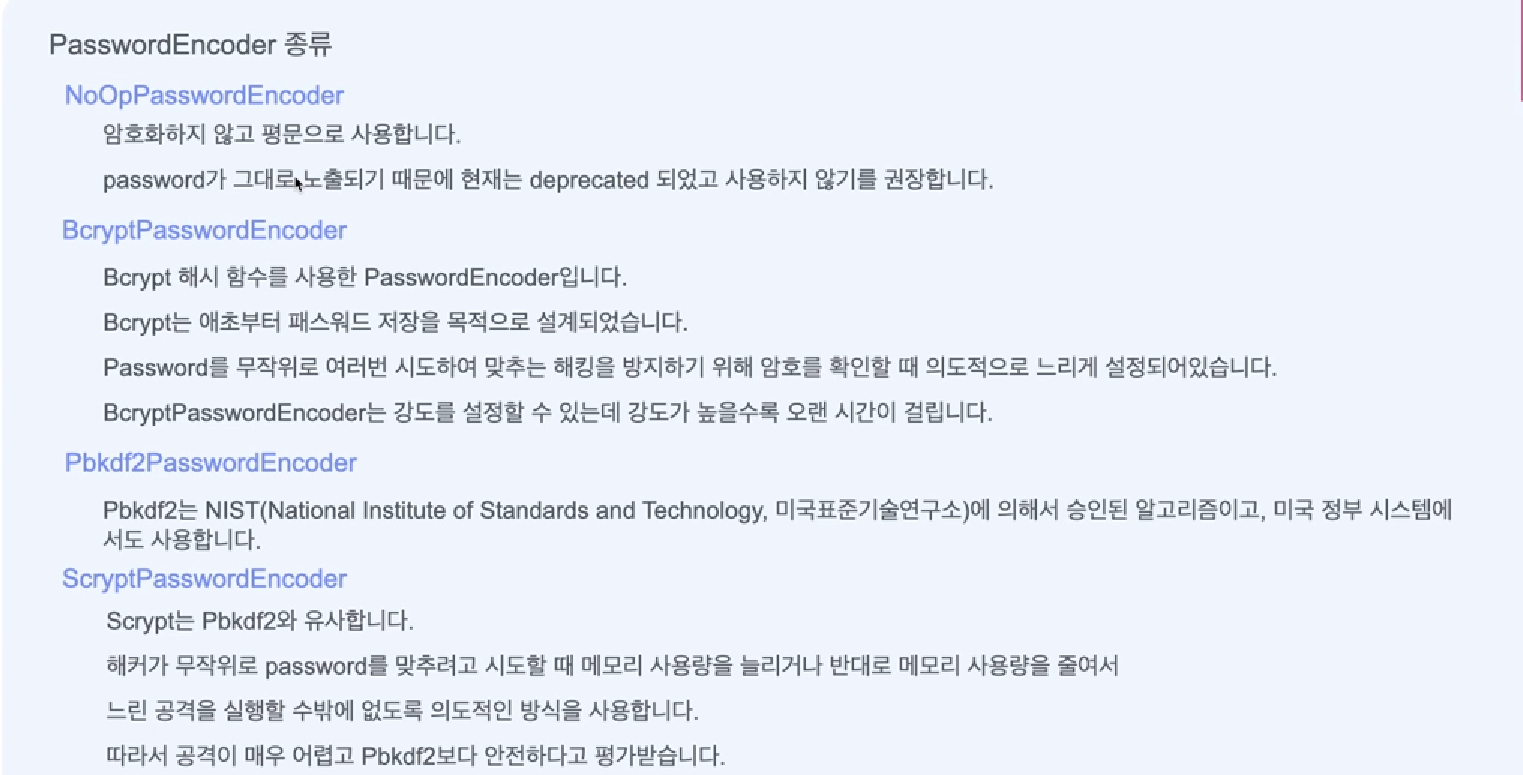 PasswordEncoder 종류
NoOpPasswordEncoder
암호화하지 않고 평문으로 사용합니다.
password가 그대로 노출되기 때문에 현재는 deprecated 되었고 사용하지 않기를 권장합니다.
BcryptPasswordEncoder
Bcrypt 해시 함수를 사용한 PasswordEncoder입니다.
Bcrypt는 애초부터 패스워드 저장을 목적으로 설계되었습니다.
Password를 무작위로 여러번 시도하여 맞추는 해킹을 방지하기 위해 암호를 확인할 때 의도적으로 느리게 설정되어있습니다.
BcryptPasswordEncoder는 강도를 설정할 수 있는데 강도가 높을수록 오랜 시간이 걸립니다.
Pbkdf2PasswordEncoder
Pbkdf2는 NIST(National Institute of Standards and Technology, 미국표준기술연구소)에 의해서 승인된 알고리즘이고, 미국 정부 시스템에
서도 사용합니다.
ScryptPasswordEncoder
Scrypt는 Pbkdf2와 유사합니다.
해커가 무작위로 password를 맞추려고 시도할 때 메모리 사용량을 늘리거나 반대로 메모리 사용량을 줄여서
느린 공격을 실행할 수밖에 없도록 의도적인 방식을 사용합니다.
따라서 공격이 매우 어렵고 Pbkdf2보다 안전하다고 평가받습니다.